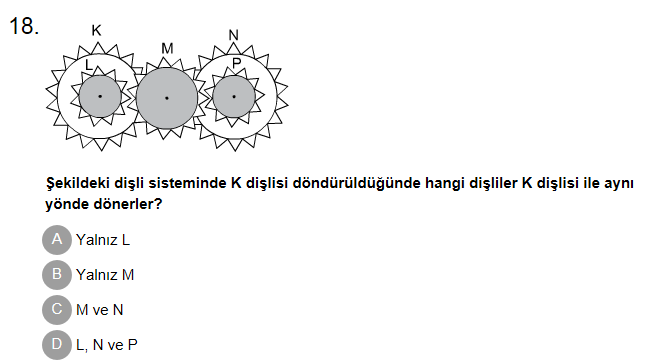 18.
K
N
M
L
P
Şekildeki dişli sisteminde K dişlisi döndürüldüğünde hangi dişliler K dişlisi ile aynı
yönde dönerler?
A Yalnız L
B Yalnız M
C M ve N
D L, N ve P